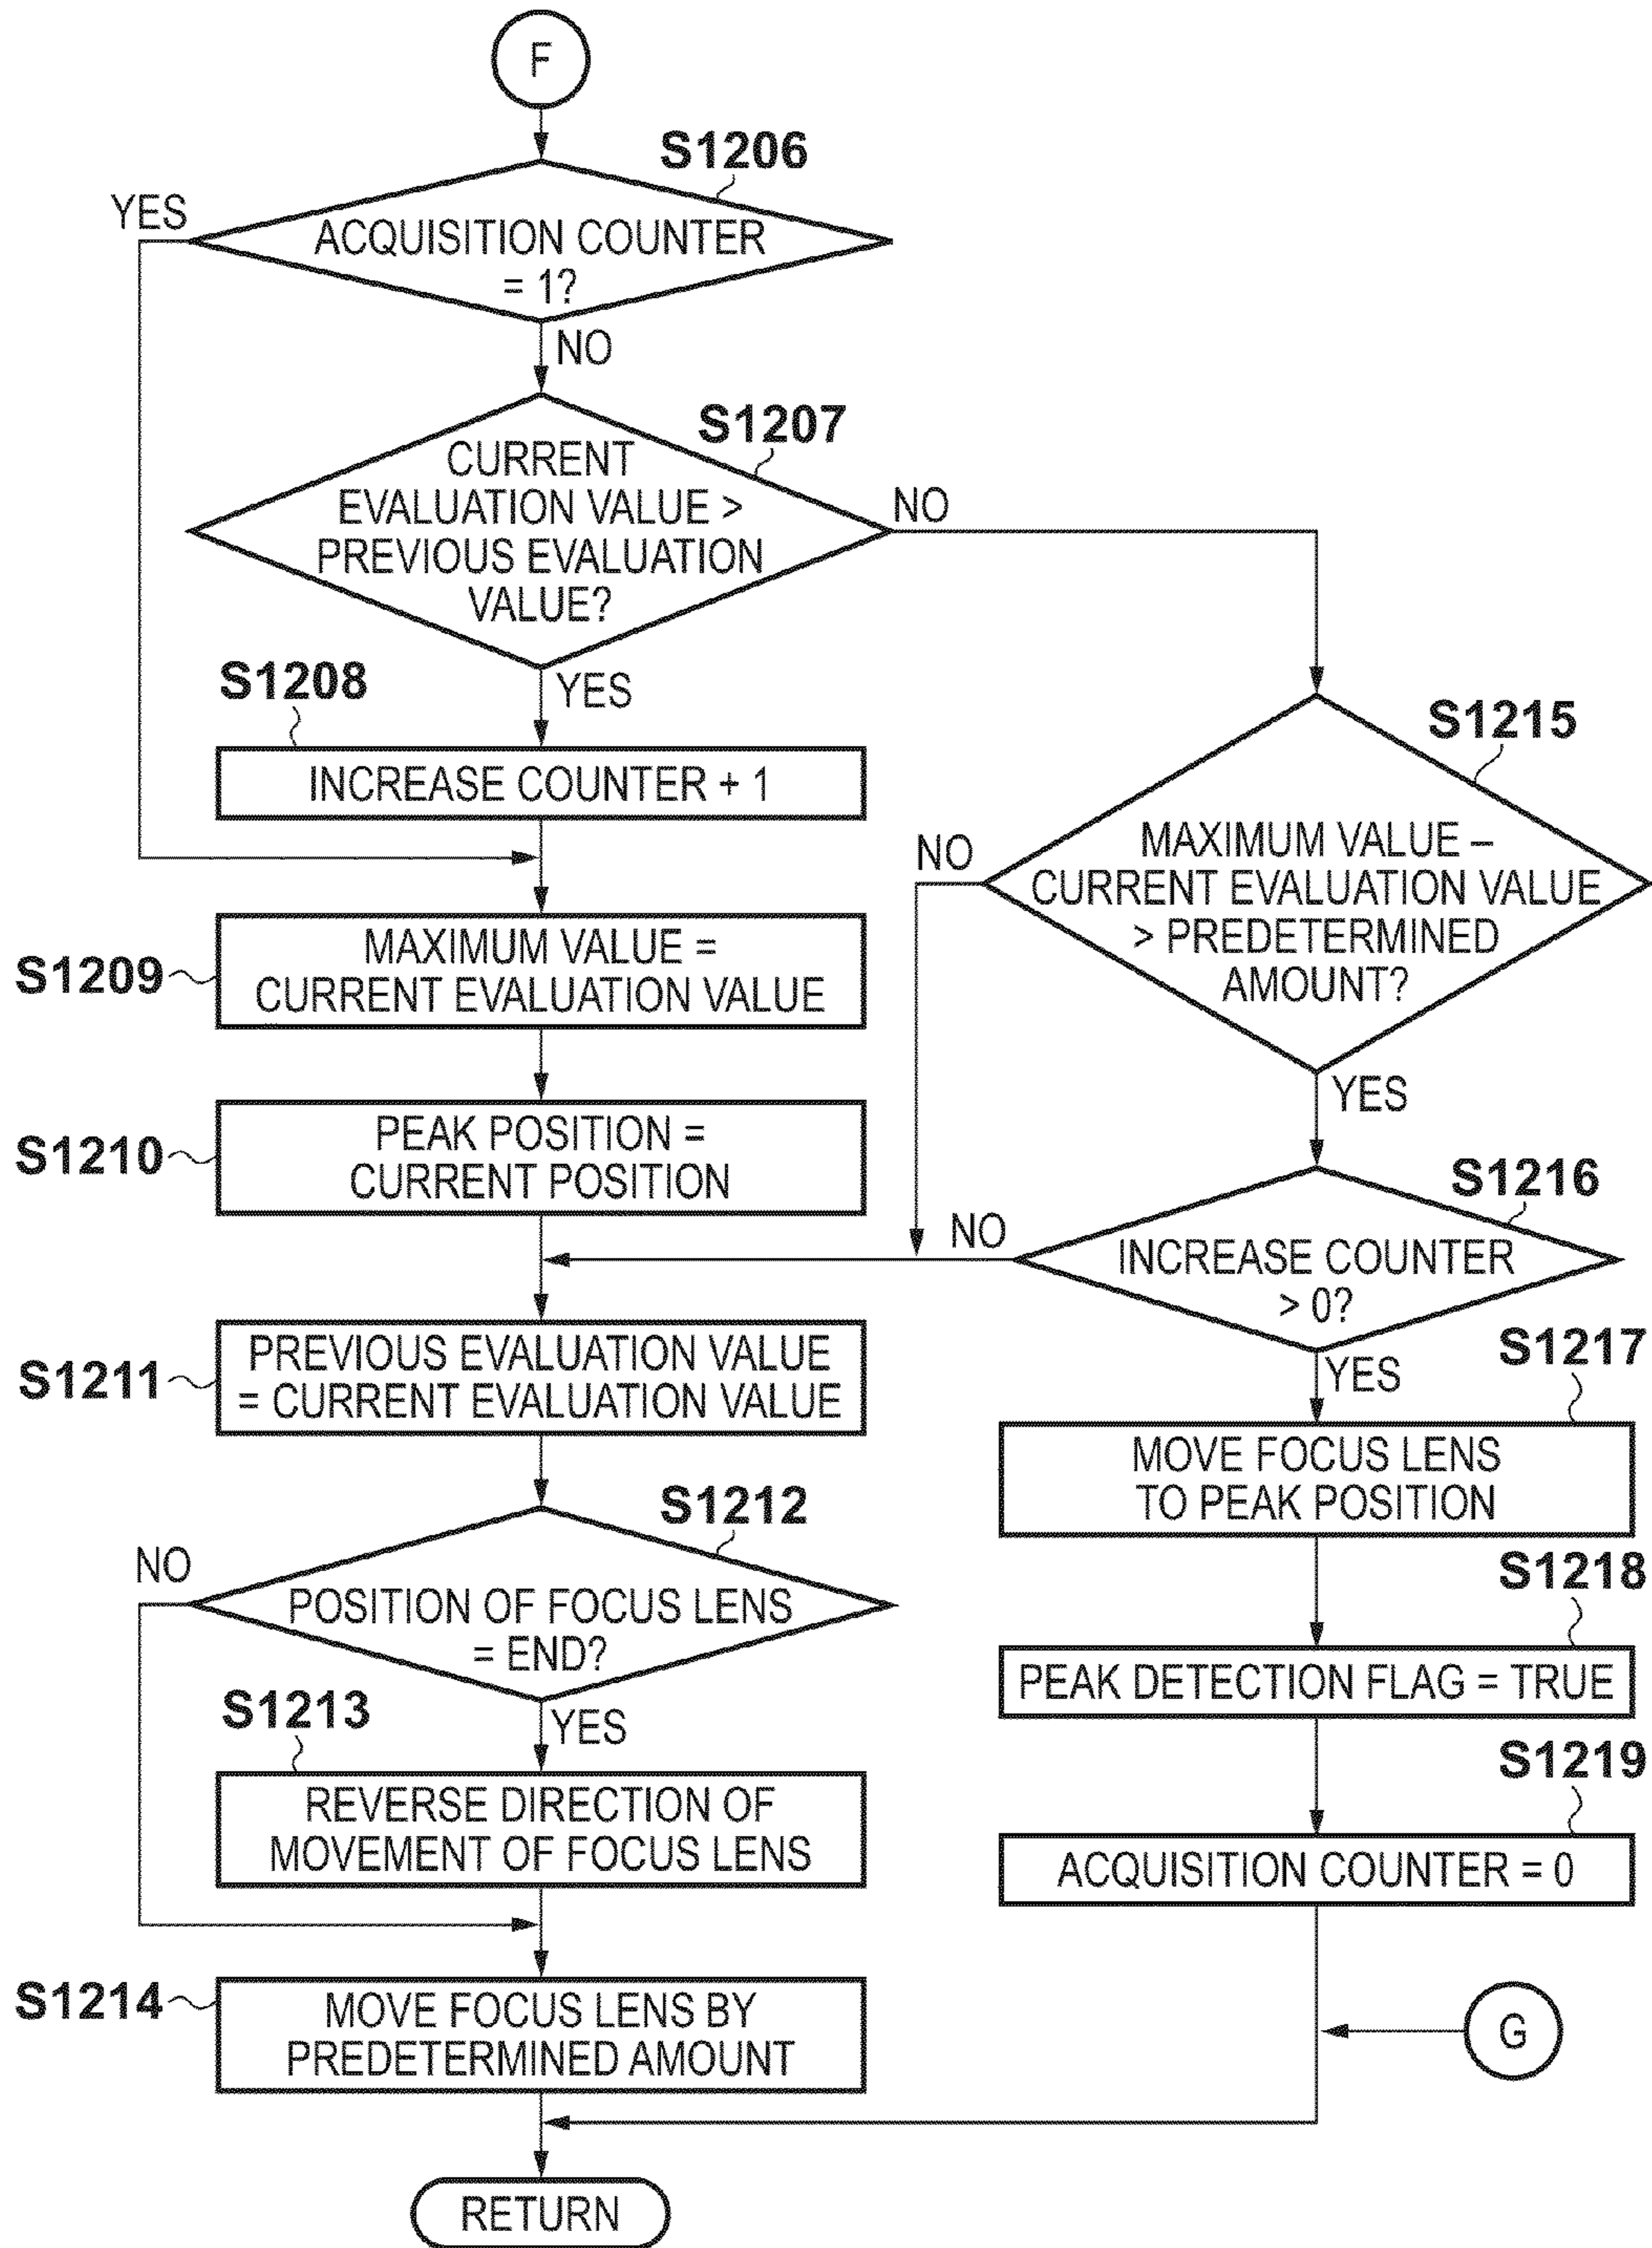 F
S1206
YES
ACQUISITION COUNTER
= 1?
NO
S1207
CURRENT
EVALUATION VALUE >
PREVIOUS EVALUATION
VALUE?
NO
YES
S1208
INCREASE COUNTER + 1
S1209
MAXIMUM VALUE =
CURRENT EVALUATION VALUE
S1210
PEAK POSITION =
CURRENT POSITION
S1211
PREVIOUS EVALUATION VALUE
= CURRENT EVALUATION VALUE
S1212
NO
POSITION OF FOCUS LENS
= END?
YES
S1213
REVERSE DIRECTION OF
MOVEMENT OF FOCUS LENS
S1214
MOVE FOCUS LENS BY
PREDETERMINED AMOUNT
S1215
NO
MAXIMUM VALUE –
CURRENT EVALUATION VALUE
> PREDETERMINED
AMOUNT?
YES
S1216
NO
INCREASE COUNTER
> 0?
YES
S1217
MOVE FOCUS LENS
TO PEAK POSITION
S1218
PEAK DETECTION FLAG = TRUE
S1219
ACQUISITION COUNTER = 0
G
RETURN